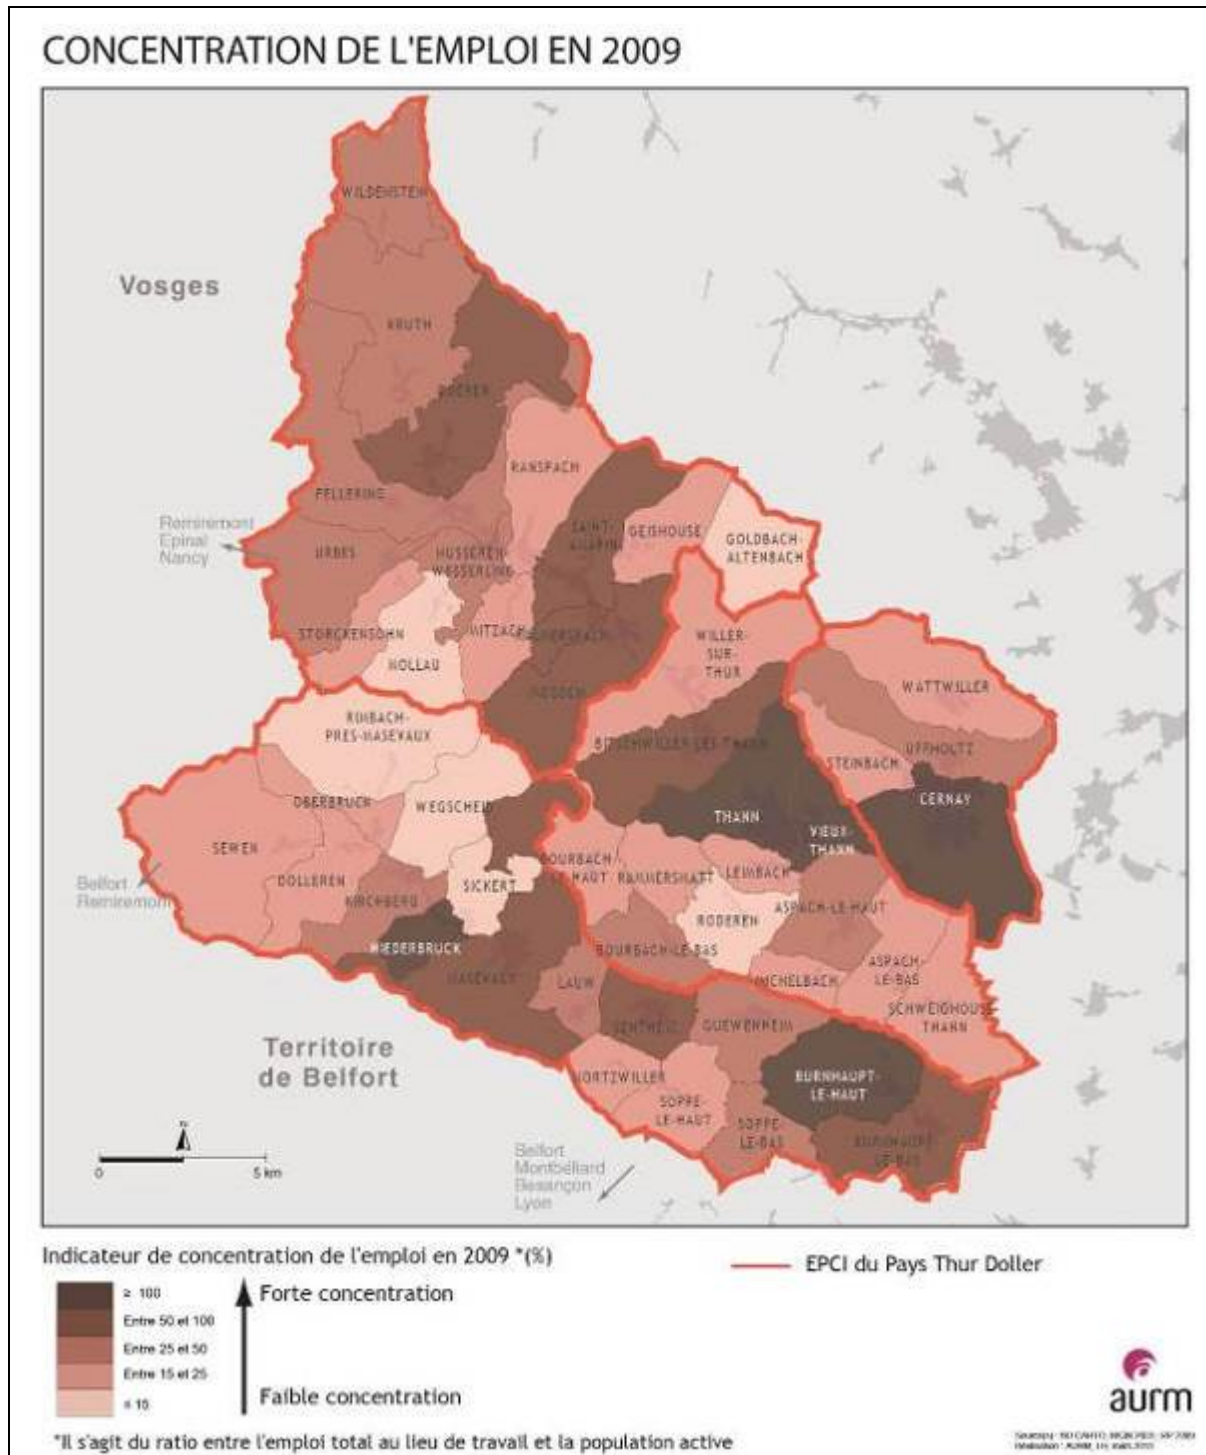 CONCENTRATION DE L'EMPLOI EN 2009
WILDENSTEIN
Vosges
KRUTH
ODEREN
RANSPACH
FELLERING
Remiremont
Epinal
Nancy
URBES
HUSSEREN-
WESSERLING
SAINT-
AMARIN
GEISHOUSE
GOLDBACH-
ALTENBACH
STORCKENSOHN
MOLLAU
MITZACH
WILLER-
SUR-
THUR
WATTWILLER
RIMBACH-
PRES-MASEVAUX
BITSCHWILLER-LES-THANN
UFFHOLTZ
STEINBACH
CERNAY
OBERBRUCK
WEGSCHEID
THANN
VIEUX-
THANN
SEWEN
DOLLEREN
BOURBACH
-LE-HAUT
RAMMERSMATT
LEIMBACH
Belfort
Remiremont
KIRCHBERG
SICKERT
RODEREN
ASPACH-LE-HAUT
NIEDERBRUCK
BOURBACH-LE-BAS
MASEVAUX
LAUW
MICHELBACH
ASPACH-
LE-BAS
SCHWEIGHOUSE-
THANN
SENTHEIM
GUEWENHEIM
Territoire
de Belfort
MORTZWILLER
BURNHAUPT-
LE-HAUT
SOPPE-
LE-HAUT
SOPPE-
LE-BAS
BURNHAUPT-
LE-BAS
N
0 5 km
Belfort
Montbéliard
Besançon
Lyon
Indicateur de concentration de l'emploi en 2009 *(%)
EPCI du Pays Thur Doller
≥ 100
Forte concentration
Entre 50 et 100
Entre 25 et 50
Entre 15 et 25
≤ 15
Faible concentration
aurm
*Il s'agit du ratio entre l'emploi total au lieu de travail et la population active